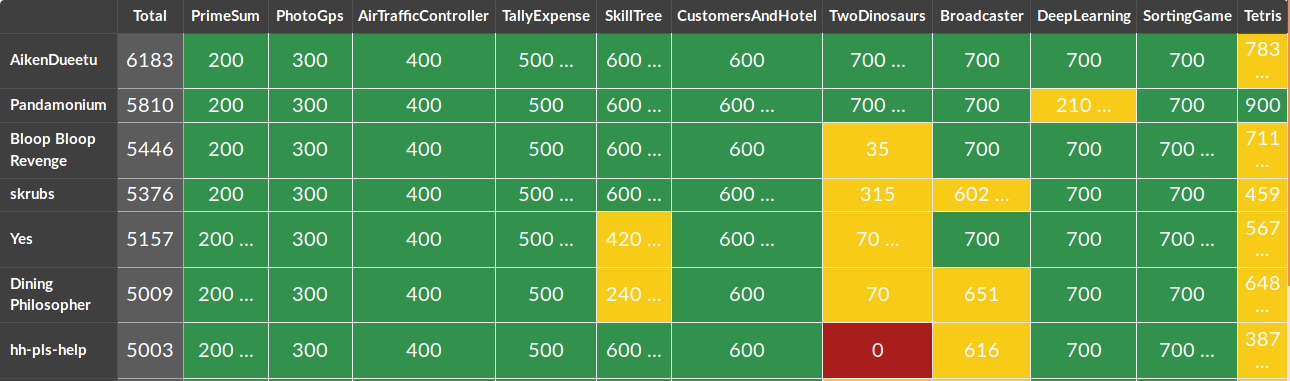 Total PrimeSum PhotoGps AirTrafficController TallyExpense SkillTree CustomersAndHotel TwoDinosaurs Broadcaster DeepLearning SortingGame Tetris
AikenDueetu 6183 200 300 400 500 ... 600 ... 600 700 ... 700 700 700 783 ...
Pandamonium 5810 200 300 400 500 600 ... 600 ... 700 ... 700 210 ... 700 900
Bloop Bloop
Revenge 5446 200 300 400 500 600 ... 600 35 700 700 700 ... 711 ...
skrubs 5376 200 300 400 500 ... 600 ... 600 ... 315 602 ... 700 700 459
Yes 5157 200 ... 300 400 500 ... 420 ... 600 ... 70 ... 700 700 700 ... 567 ...
Dining
Philosopher 5009 200 ... 300 400 500 240 ... 600 70 651 700 700 648 ...
hh-pls-help 5003 200 ... 300 400 500 600 ... 600 0 616 700 700 ... 387 ...